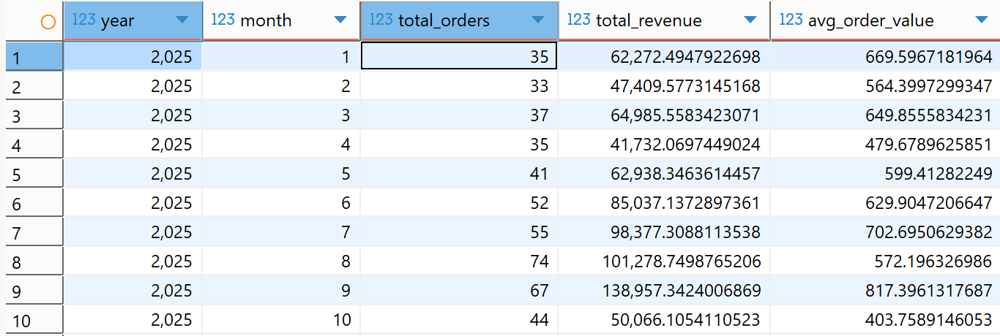 123 year 123 month 123 total_orders 123 total_revenue 123 avg_order_value
1 2,025 1 35 62,272.4947922698 669.5967181964
2 2,025 2 33 47,409.5773145168 564.3997299347
3 2,025 3 37 64,985.5583423071 649.8555834231
4 2,025 4 35 41,732.0697449024 479.6789625851
5 2,025 5 41 62,938.3463614457 599.41282249
6 2,025 6 52 85,037.1372897361 629.9047206647
7 2,025 7 55 98,377.3088113538 702.6950629382
8 2,025 8 74 101,278.7498765206 572.196326986
9 2,025 9 67 138,957.3424006869 817.3961317687
10 2,025 10 44 50,066.1054110523 403.7589146053